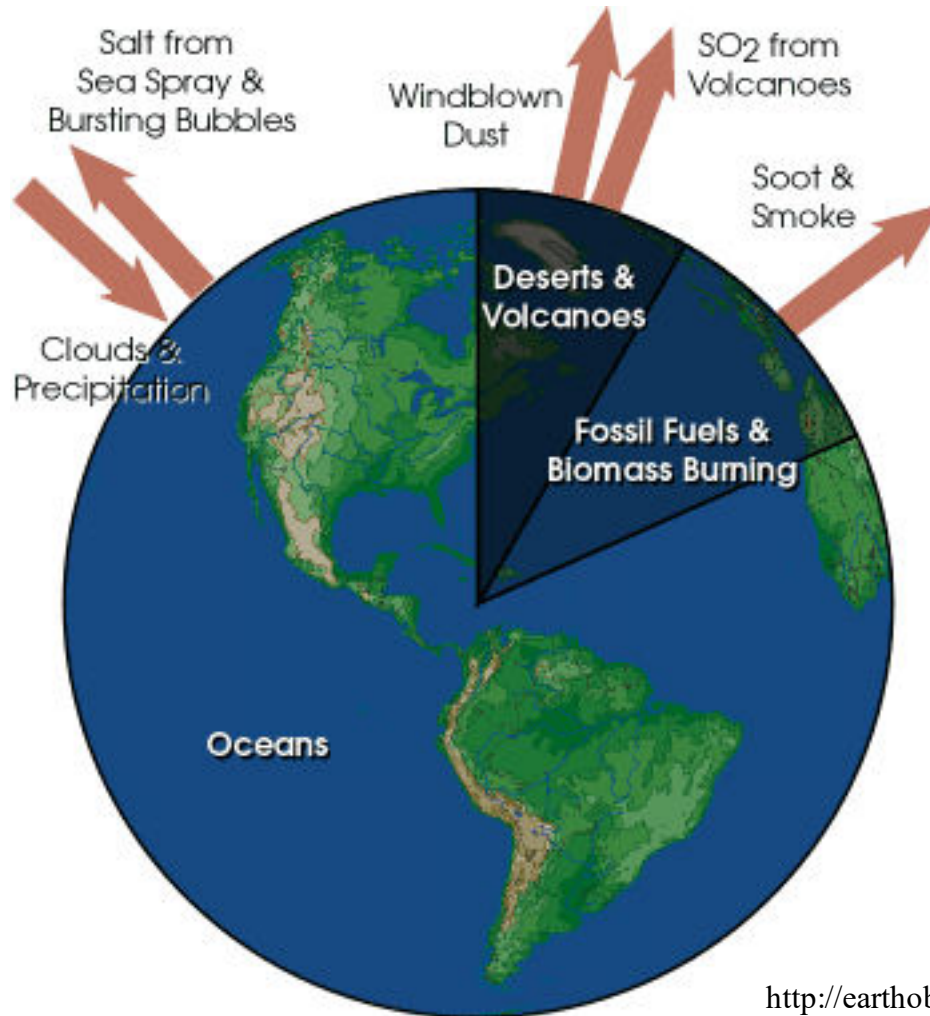 Salt from
Sea Spray &
Bursting Bubbles
Windblown
Dust
SO2 from
Volcanoes
Soot &
Smoke
Clouds &
Precipitation
Deserts &
Volcanoes
Fossil Fuels &
Biomass Burning
Oceans
http://earthob